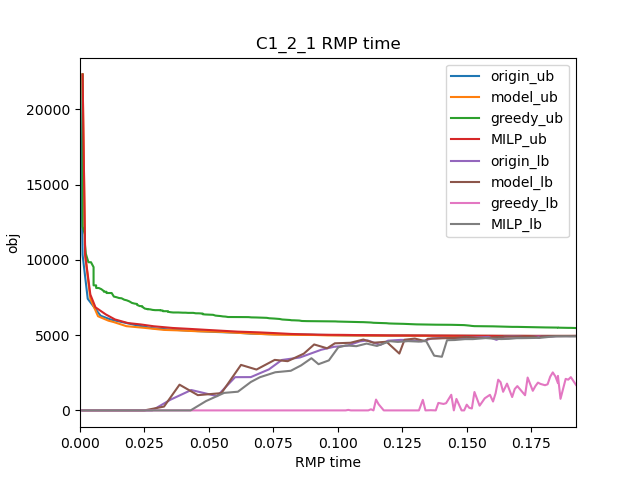 C1_2_1 RMP time
obj
20000
15000
10000
5000
0
origin_ub
model_ub
greedy_ub
MILP_ub
origin_lb
model_lb
greedy_lb
MILP_lb
0.000 0.025 0.050 0.075 0.100 0.125 0.150 0.175
RMP time